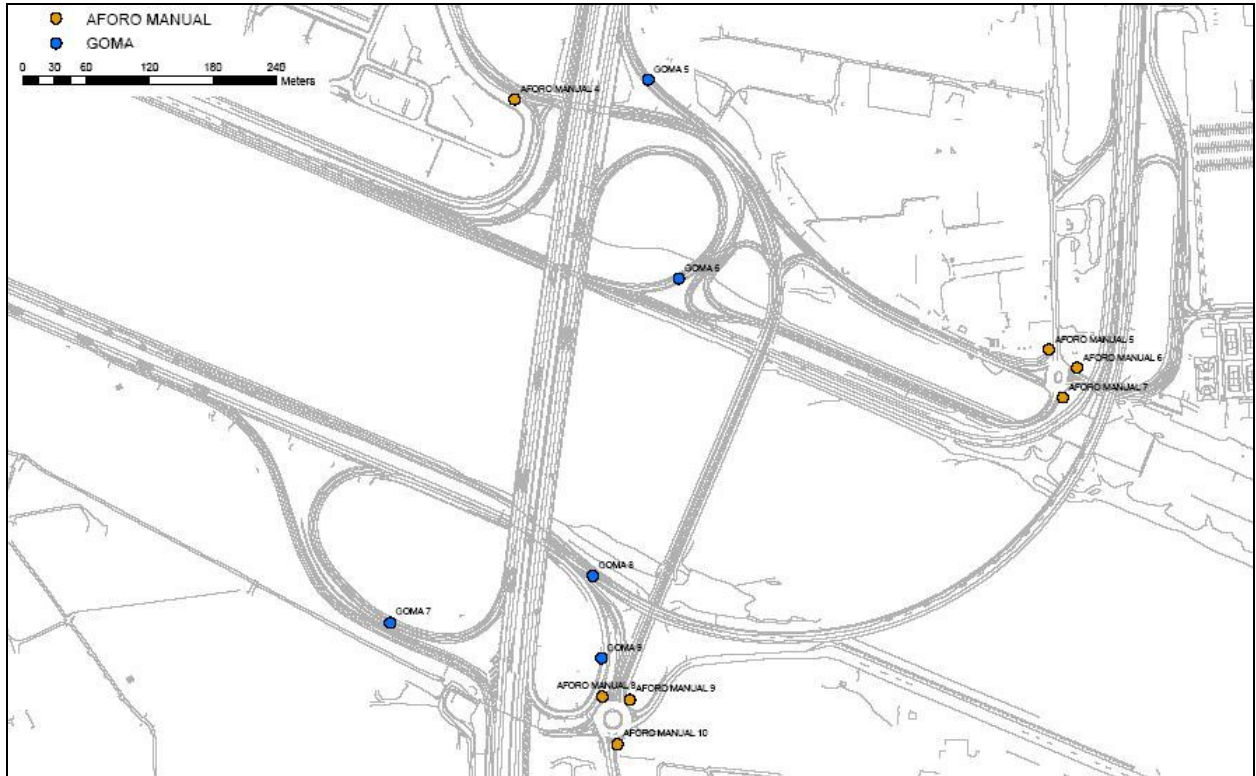 AFORO MANUAL
GOMA
0 30 60 120 180 240
Meters
GOMA 5
AFORO MANUAL 4
GOMA 6
AFORO MANUAL 5
AFORO MANUAL 6
AFORO MANUAL 7
GOMA 8
GOMA 7
GOMA 9
AFORO MANUAL 8
AFORO MANUAL 9
AFORO MANUAL 10